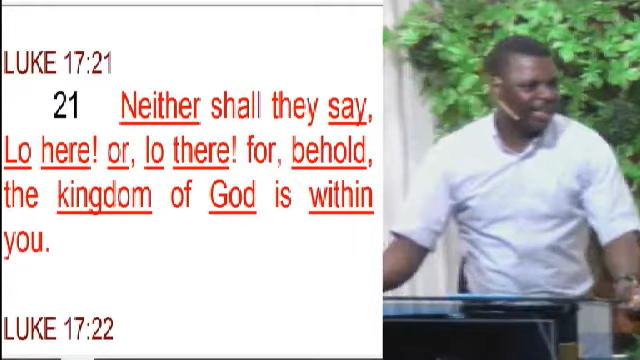 LUKE 17:21
21 Neither shall they say,
Lo here! or, lo there! for, behold,
the kingdom of God is within
you.
LUKE 17:22